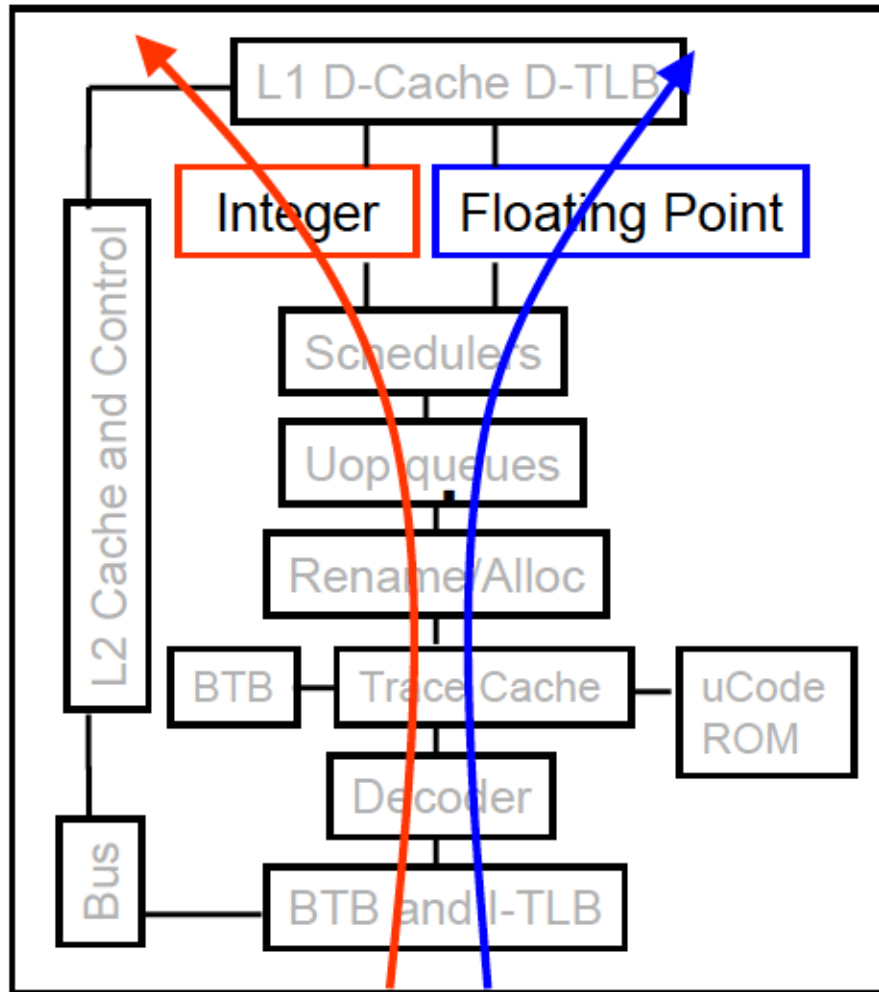 L1 D-Cache D-TLB
Integer
Floating Point
L2 Cache and Control
Schedulers
Uop queues
Rename/Alloc
BTB
Trace Cache
uCode
ROM
Decoder
Bus
BTB and I-TLB